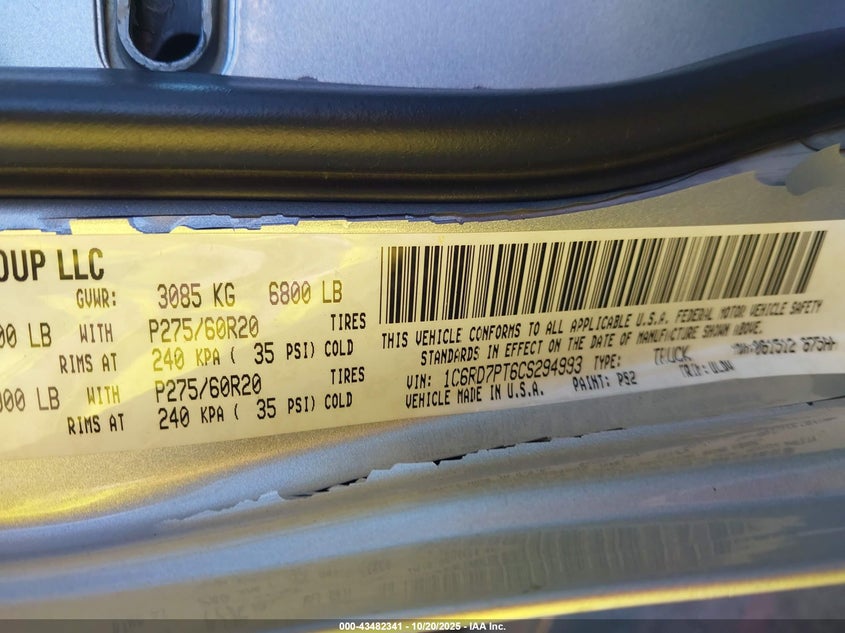 OUP LLC
GVWR: 3085 KG 6800 LB
00 LB WITH P275/60R20 TIRES
RIMS AT 240 KPA ( 35 PSI) COLD
00 LB WITH P275/60R20 TIRES
RIMS AT 240 KPA ( 35 PSI) COLD
THIS VEHICLE CONFORMS TO ALL APPLICABLE U.S.A. FEDERAL MOTOR VEHICLE SAFETY
STANDARDS IN EFFECT ON THE DATE OF MANUFACTURE SHOWN ABOVE.
VIN: 1C6RD7PT6CS294993 TYPE: TRUCK
VEHICLE MADE IN U.S.A. PAINT: PS2 TRIM:
000-43482341 | 10/20/2025 - IAA Inc.